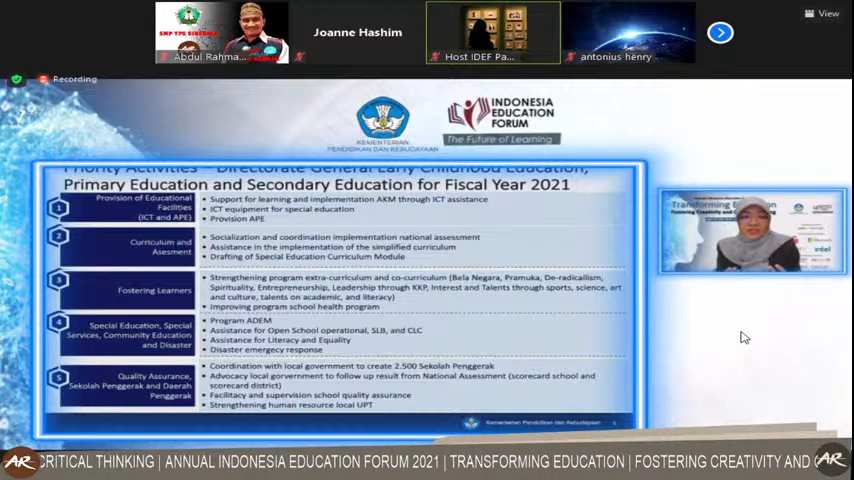 View
SMP YPS SINGKOLE
Abdul Rahma...
Joanne Hashim
Host IDEF Pa...
antonius henry
Recording
KEMENTERIAN
PENDIDIKAN DAN KEBUDAYAAN
INDONESIA
EDUCATION
FORUM
The Future of Learning
Priority Activities – Directorate General Early Childhood Education,
Primary Education and Secondary Education for Fiscal Year 2021
1
Provision of Educational
Facilities
(ICT and APE)
• Support for learning and implementation AKM through ICT assistance
• ICT equipment for special education
• Provision APE
2
Curriculum and
Asesment
• Socialization and coordination implementation national assessment
• Assistance in the implementation of the simplified curriculum
• Drafting of Special Education Curriculum Module
3
Fostering Learners
• Strengthening program extra-curriculum and co-curriculum (Bela Negara, Pramuka, De-radicallism,
Spirituality, Entrepreneurship, Leadership through KKP, Interest and Talents through sports, science, art
and culture, talents on academic, and literacy)
• Improving program school health program
4
Special Education, Special
Services, Community Education
and Disaster
• Program ADEM
• Assistance for Open School operational, SLB, and CLC
• Assistance for Literacy and Equality
• Disaster emergecy response
5
Quality Assurance,
Sekolah Penggerak and Daerah
Penggerak
• Coordination with local government to create 2.500 Sekolah Penggerak
• Advocacy local government to follow up result from National Assessment (scorecard school and
scorecard district)
• Facilitacy and supervision school quality assurance
• Strengthening human resource local UPT
Kementerian Pendidikan dan Kebudayaan
Transforming Education
Fostering Creativity and
intel
AR
CRITICAL THINKING | ANNUAL INDONESIA EDUCATION FORUM 2021 | TRANSFORMING EDUCATION | FOSTERING CREATIVITY AND
AR